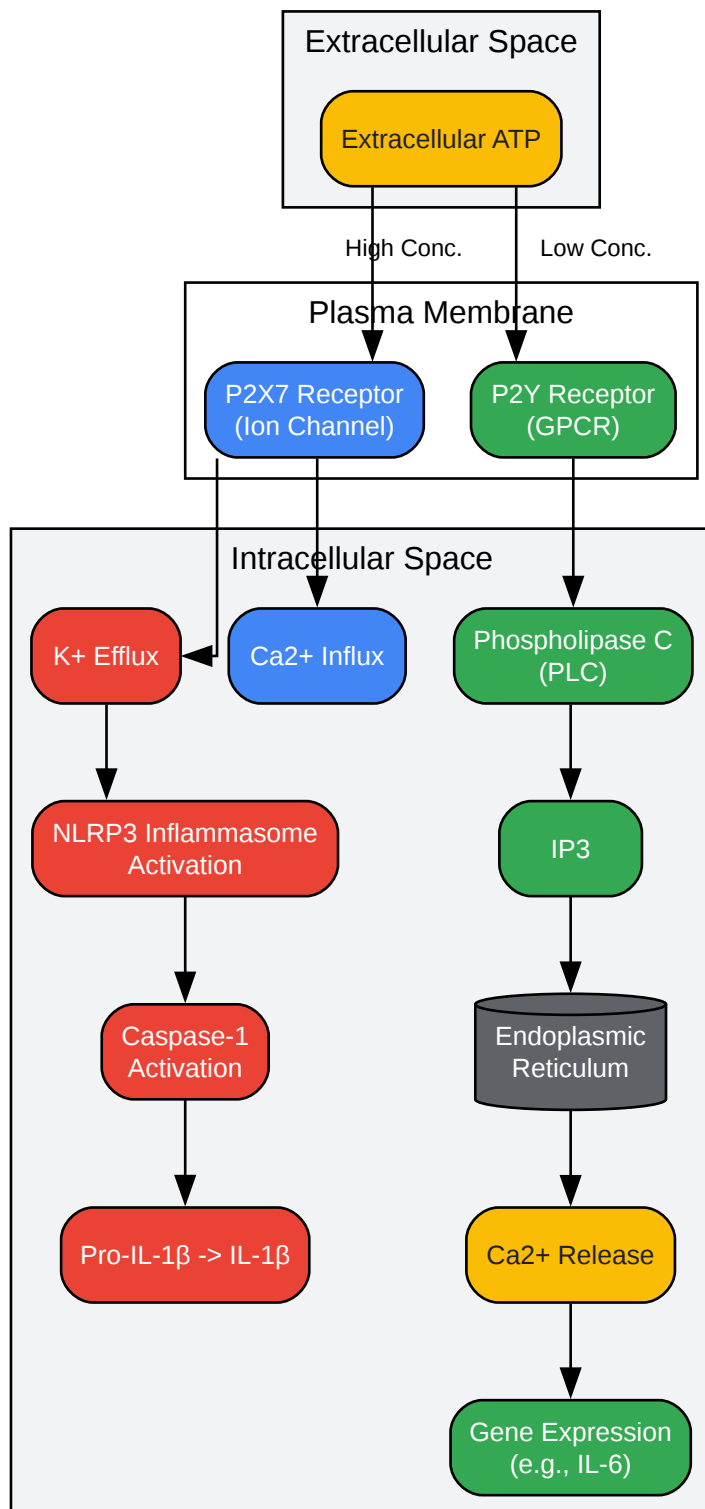 Extracellular Space
Extracellular ATP
High Conc.
Low Conc.
Plasma Membrane
P2X7 Receptor
(Ion Channel)
P2Y Receptor
(GPCR)
Intracellular Space
K+ Efflux
Ca2+ Influx
Phospholipase C
(PLC)
NLRP3 Inflammasome
Activation
IP3
Caspase-1
Activation
Endoplasmic
Reticulum
Pro-IL-1β -> IL-1β
Ca2+ Release
Gene Expression
(e.g., IL-6)